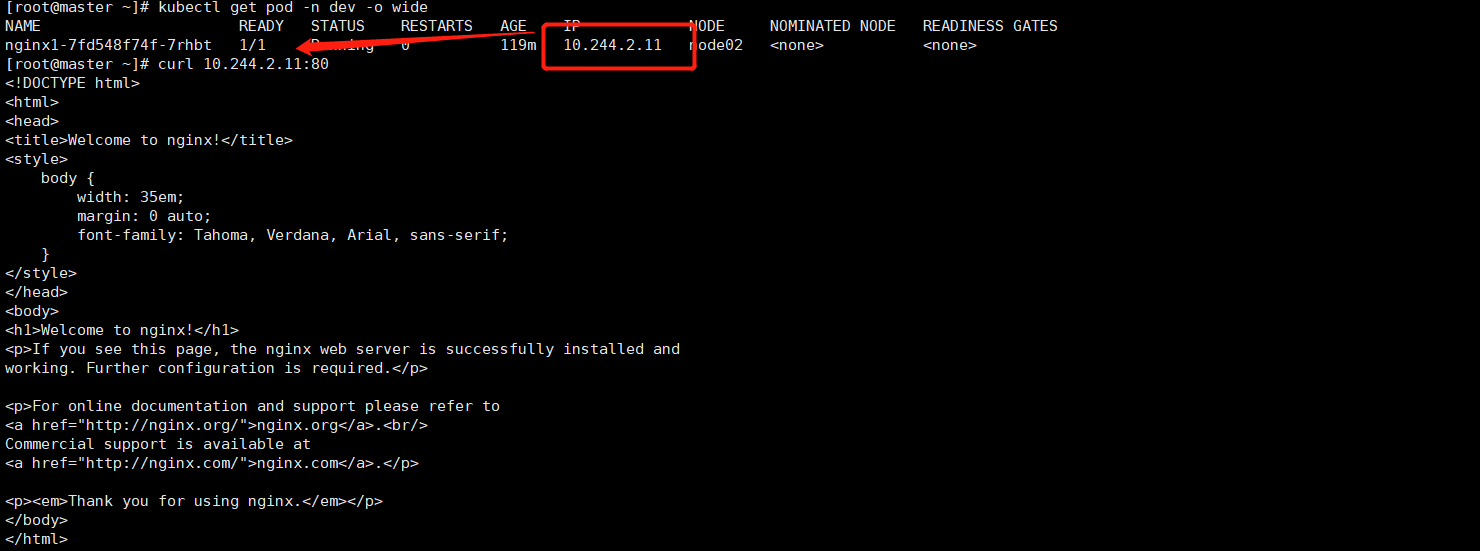 [root@master ~]# kubectl get pod -n dev -o wide
NAME                      READY   STATUS    RESTARTS   AGE    IP            NODE     NOMINATED NODE   READINESS GATES
nginx1-7fd548f74f-7rhbt   1/1     Running   0          119m   10.244.2.11   node02   <none>           <none>
[root@master ~]# curl 10.244.2.11:80
<!DOCTYPE html>
<html>
<head>
<title>Welcome to nginx!</title>
<style>
    body {
        width: 35em;
        margin: 0 auto;
        font-family: Tahoma, Verdana, Arial, sans-serif;
    }
</style>
</head>
<body>
<h1>Welcome to nginx!</h1>
<p>If you see this page, the nginx web server is successfully installed and
working. Further configuration is required.</p>

<p>For online documentation and support please refer to
<a href="http://nginx.org/">nginx.org</a>.<br/>
Commercial support is available at
<a href="http://nginx.com/">nginx.com</a>.</p>

<p><em>Thank you for using nginx.</em></p>
</body>
</html>